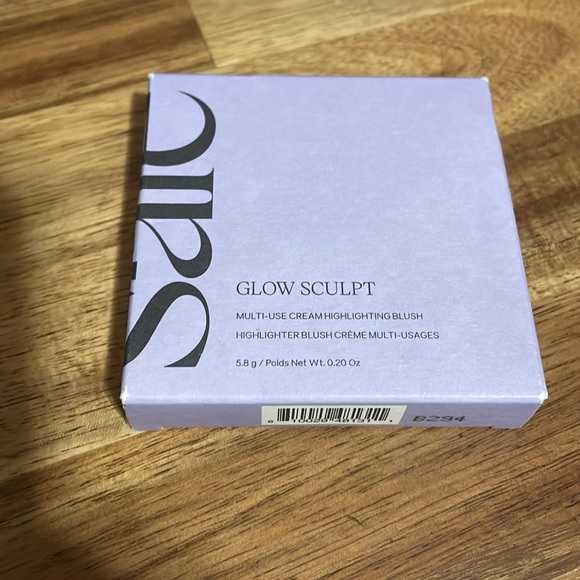 Salie
GLOW SCULPT
MULTI-USE CREAM HIGHLIGHTING BLUSH
HIGHLIGHTER BLUSH CRÈME MULTI-USAGES
5.8 g / Poids Net Wt. 0.20 Oz
B294